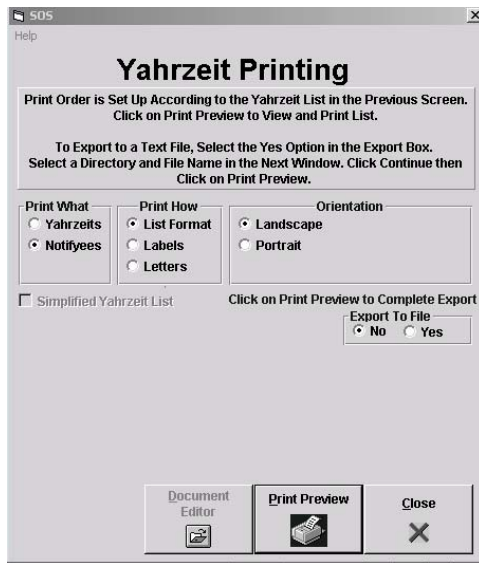 SOS
Help
Yahrzeit Printing
Print Order is Set Up According to the Yahrzeit List in the Previous Screen.
Click on Print Preview to View and Print List.
To Export to a Text File, Select the Yes Option in the Export Box.
Select a Directory and File Name in the Next Window. Click Continue then
Click on Print Preview.
Print What
Yahrzeits
Notifyees
Print How
List Format
Labels
Letters
Orientation
Landscape
Portrait
Simplified Yahrzeit List
Click on Print Preview to Complete Export
Export To File
No Yes
Document
Editor
Print Preview
Close